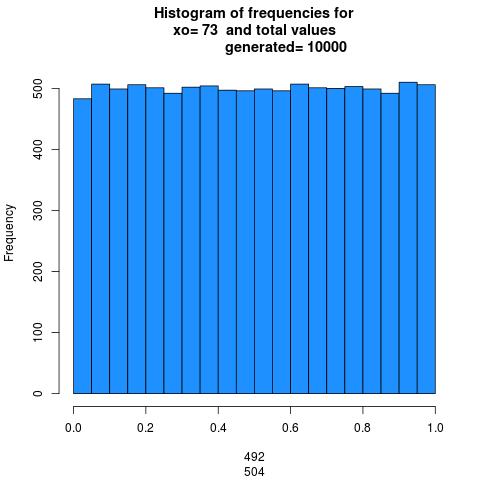 Histogram of frequencies for
xo= 73  and total values
generated= 10000
Frequency
500
400
300
200
100
0
0.0 0.2 0.4 0.6 0.8 1.0
492
504